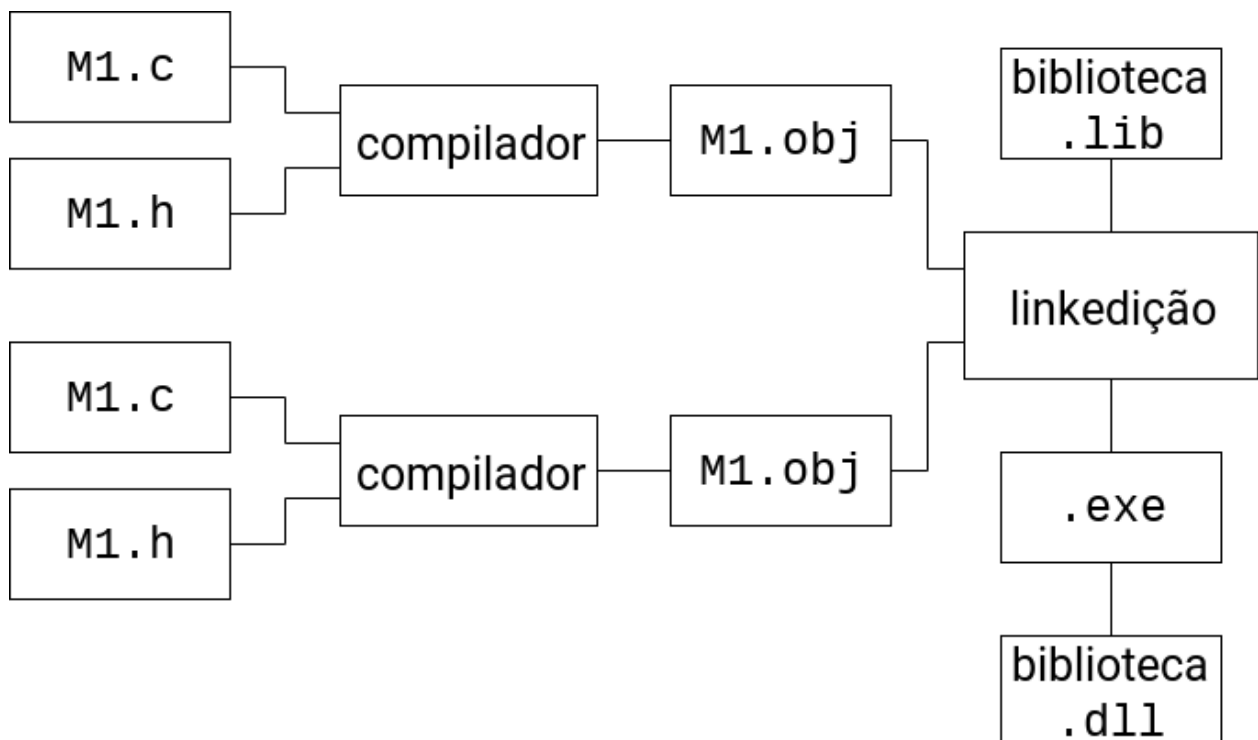 M1.c
M1.h
compilador
M1.obj
biblioteca
.lib
linkedição
M1.c
M1.h
compilador
M1.obj
.exe
biblioteca
.dll